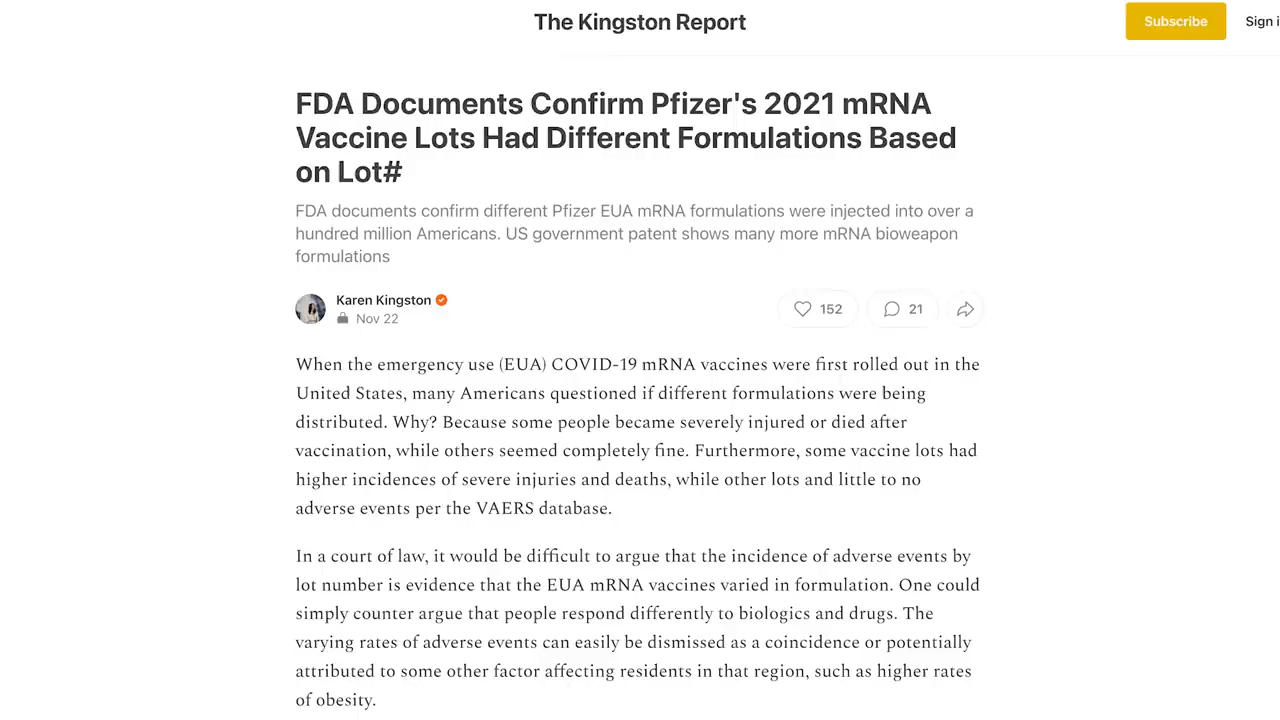 The Kingston Report
Subscribe
Sign i
FDA Documents Confirm Pfizer's 2021 mRNA
Vaccine Lots Had Different Formulations Based
on Lot#
FDA documents confirm different Pfizer EUA mRNA formulations were injected into over a
hundred million Americans. US government patent shows many more mRNA bioweapon
formulations
Karen Kingston
Nov 22
152
21
When the emergency use (EUA) COVID-19 mRNA vaccines were first rolled out in the
United States, many Americans questioned if different formulations were being
distributed. Why? Because some people became severely injured or died after
vaccination, while others seemed completely fine. Furthermore, some vaccine lots had
higher incidences of severe injuries and deaths, while other lots and little to no
adverse events per the VAERS database.
In a court of law, it would be difficult to argue that the incidence of adverse events by
lot number is evidence that the EUA mRNA vaccines varied in formulation. One could
simply counter argue that people respond differently to biologics and drugs. The
varying rates of adverse events can easily be dismissed as a coincidence or potentially
attributed to some other factor affecting residents in that region, such as higher rates
of obesity.